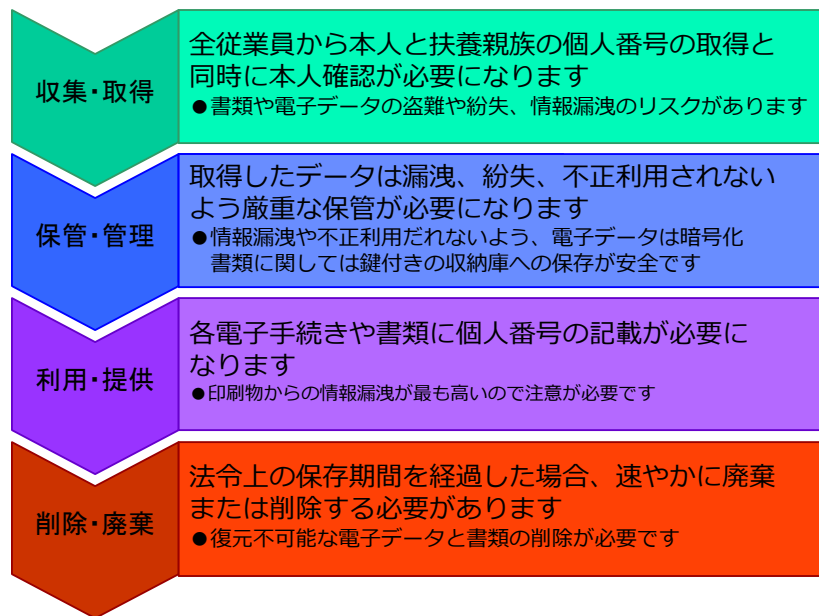 収集・取得
全従業員から本人と扶養親族の個人番号の取得と
同時に本人確認が必要になります
●書類や電子データの盗難や紛失、情報漏洩のリスクがあります
保管・管理
取得したデータは漏洩、紛失、不正利用されない
よう厳重な保管が必要になります
●情報漏洩や不正利用だれないよう、電子データは暗号化
書類に関しては鍵付きの収納庫への保存が安全です
利用・提供
各電子手続きや書類に個人番号の記載が必要に
なります
●印刷物からの情報漏洩が最も高いので注意が必要です
削除・廃棄
法令上の保存期間を経過した場合、速やかに廃棄
または削除する必要があります
●復元不可能な電子データと書類の削除が必要です